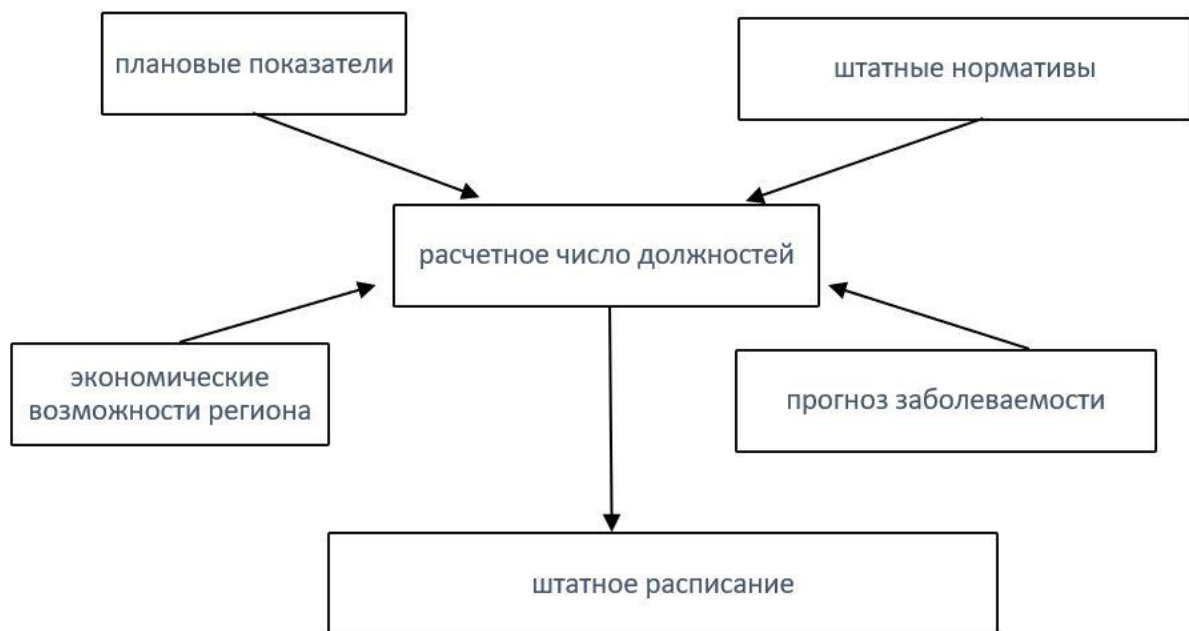 плановые показатели
штатные нормативы
расчетное число должностей
экономические
возможности региона
прогноз заболеваемости
штатное расписание